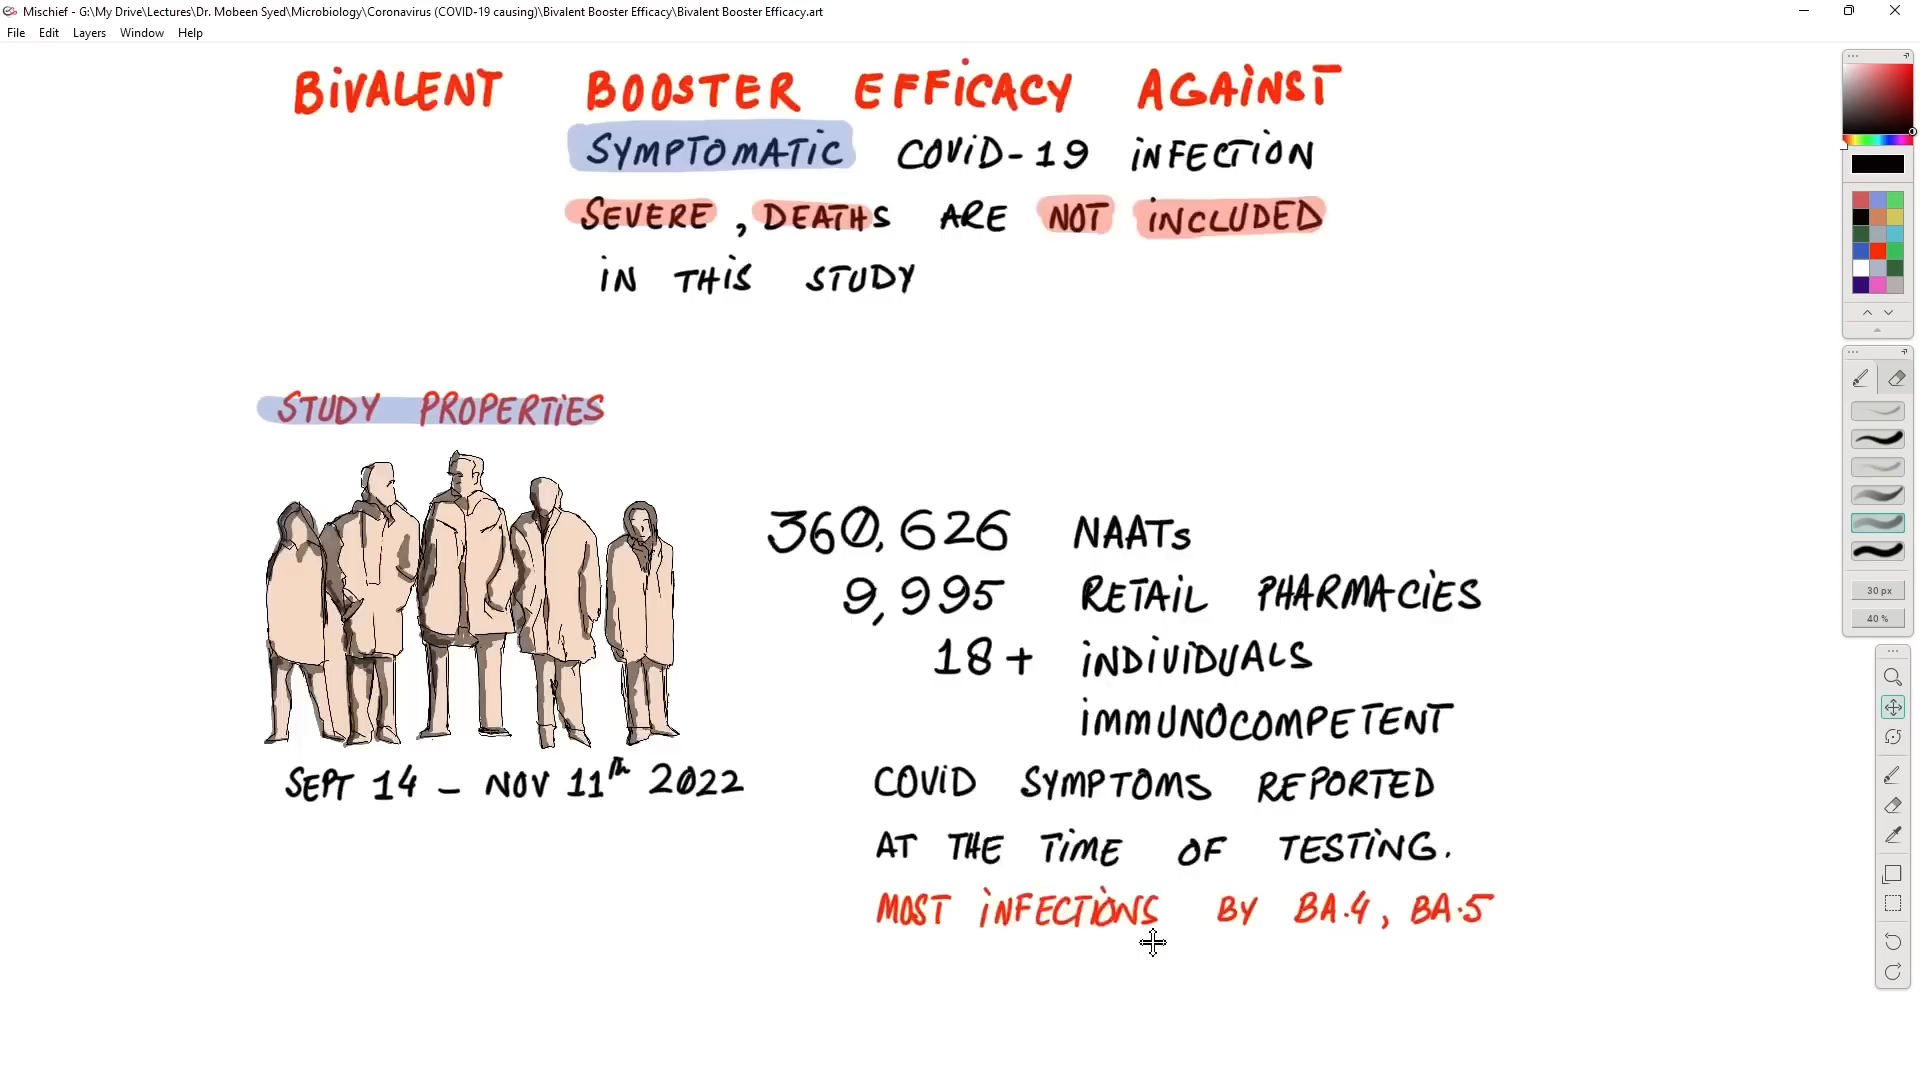 Mischief - G:\My Drive\Lectures\Dr. Mobeen Syed\Microbiology\Coronavirus (COVID-19 causing)\Bivalent Booster Efficacy\Bivalent Booster Efficacy.art
File Edit Layers Window Help
BiVALENT BOOSTER EFFiCACY AGAiNST
SYMPTOMATiC COViD-19 iNFECTiON
SEVERE, DEATHS ARE NOT iNCLUDED
iN THiS STUDY
STUDY PROPERTiES
360,626 NAATs
9,995 RETAiL PHARMACiES
18+ iNDiViDUALS
iMMUNOCOMPETENT
SEPT 14 - NOV 11th 2022
COViD SYMPTOMS REPORTED
AT THE TiME OF TESTiNG.
MOST iNFECTiONS BY BA.4, BA.5
30 px
40 %